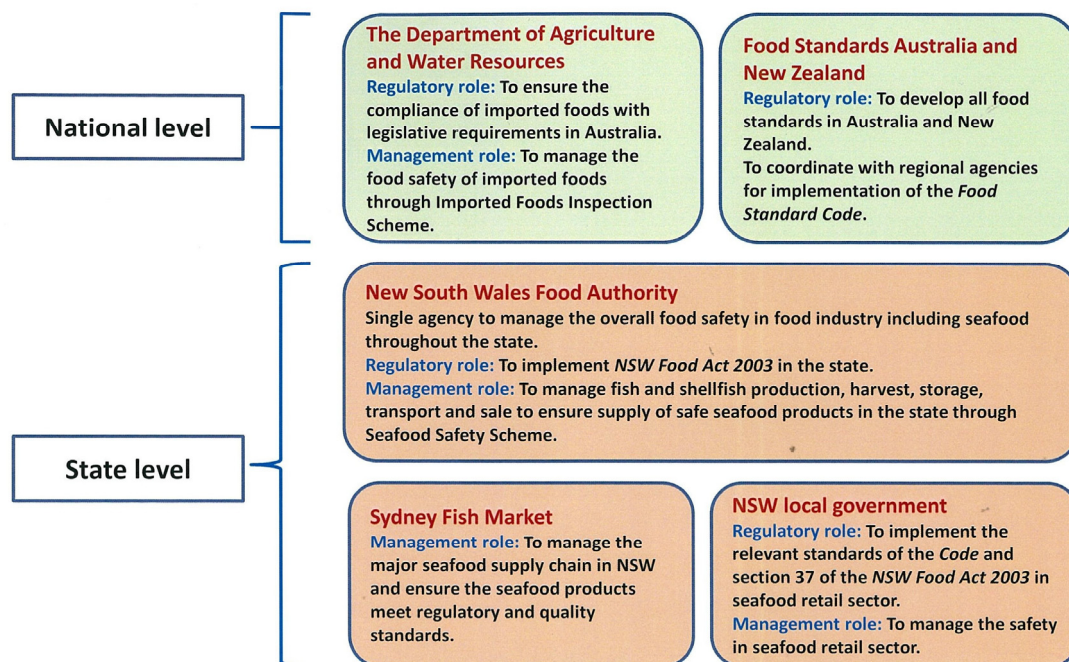 National level
The Department of Agriculture
and Water Resources
Regulatory role: To ensure the
compliance of imported foods with
legislative requirements in Australia.
Management role: To manage the
food safety of imported foods
through Imported Foods Inspection
Scheme.
Food Standards Australia and
New Zealand
Regulatory role: To develop all food
standards in Australia and New
Zealand.
To coordinate with regional agencies
for implementation of the Food
Standard Code.
State level
New South Wales Food Authority
Single agency to manage the overall food safety in food industry including seafood
throughout the state.
Regulatory role: To implement NSW Food Act 2003 in the state.
Management role: To manage fish and shellfish production, harvest, storage,
transport and sale to ensure supply of safe seafood products in the state through
Seafood Safety Scheme.
Sydney Fish Market
Management role: To manage the
major seafood supply chain in NSW
and ensure the seafood products
meet regulatory and quality
standards.
NSW local government
Regulatory role: To implement the
relevant standards of the Code and
section 37 of the NSW Food Act 2003 in
seafood retail sector.
Management role: To manage the safety
in seafood retail sector.